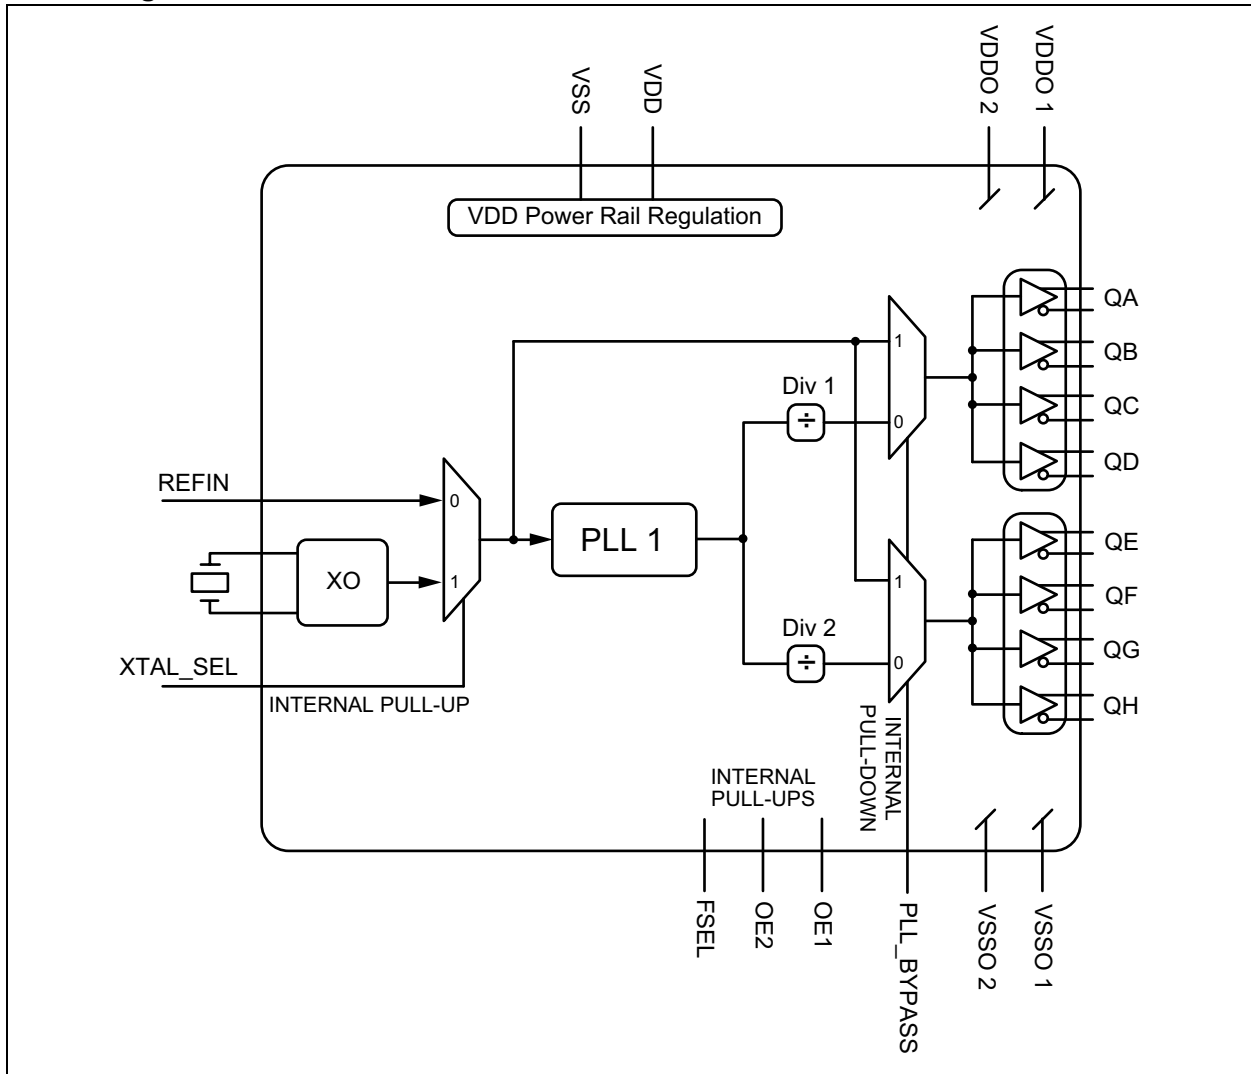 VSS
VDD
VDDO 2
VDDO 1
VDD Power Rail Regulation
QA
1
QB
Div 1
÷
0
QC
QD
REFIN
0
PLL 1
QE
XO
1
1
QF
Div 2
÷
0
QG
XTAL_SEL
INTERNAL PULL-UP
QH
INTERNAL
PULL-DOWN
INTERNAL
PULL-UPS
FSEL
OE2
OE1
PLL_BYPASS
VSSO 2
VSSO 1